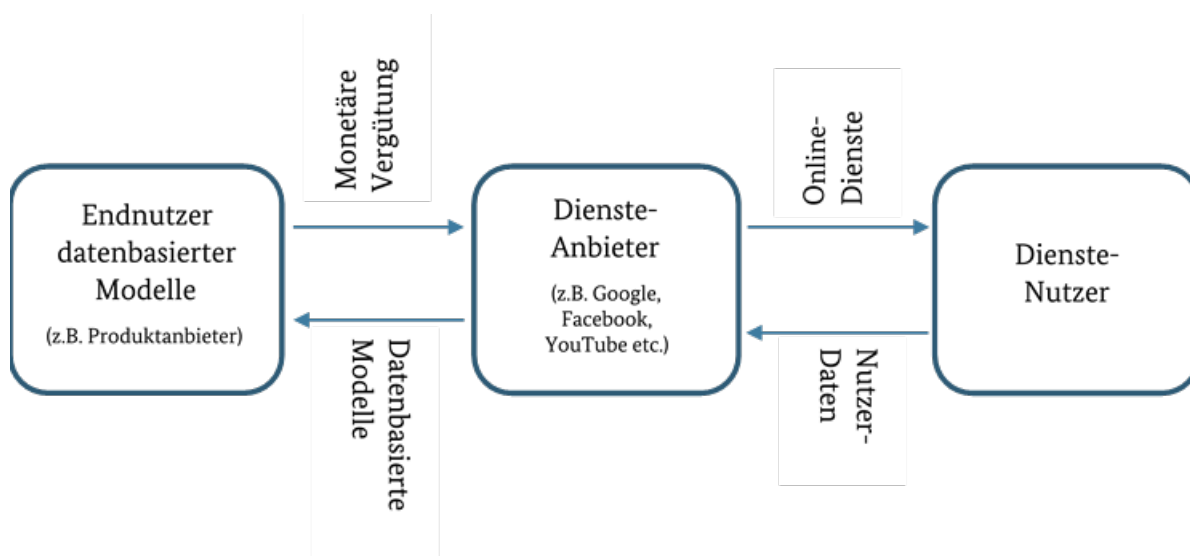 Endnutzer
datenbasierter
Modelle
(z.B. Produktanbieter)
Monetäre
Vergütung
Datenbasierte
Modelle
Dienste-
Anbieter
(z.B. Google,
Facebook,
YouTube etc.)
Online-
Dienste
Nutzer-
Daten
Dienste-
Nutzer